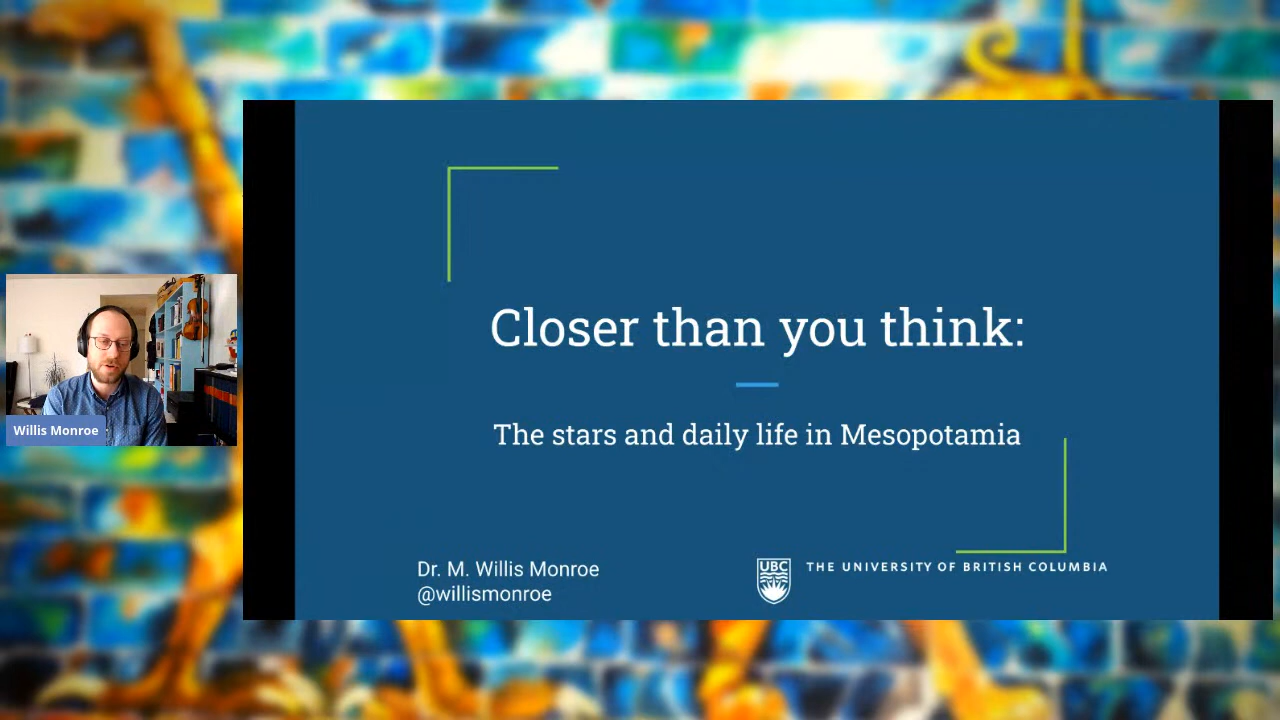 Closer than you think:
The stars and daily life in Mesopotamia
Willis Monroe
Dr. M. Willis Monroe
@willismonroe
UBC
THE UNIVERSITY OF BRITISH COLUMBIA